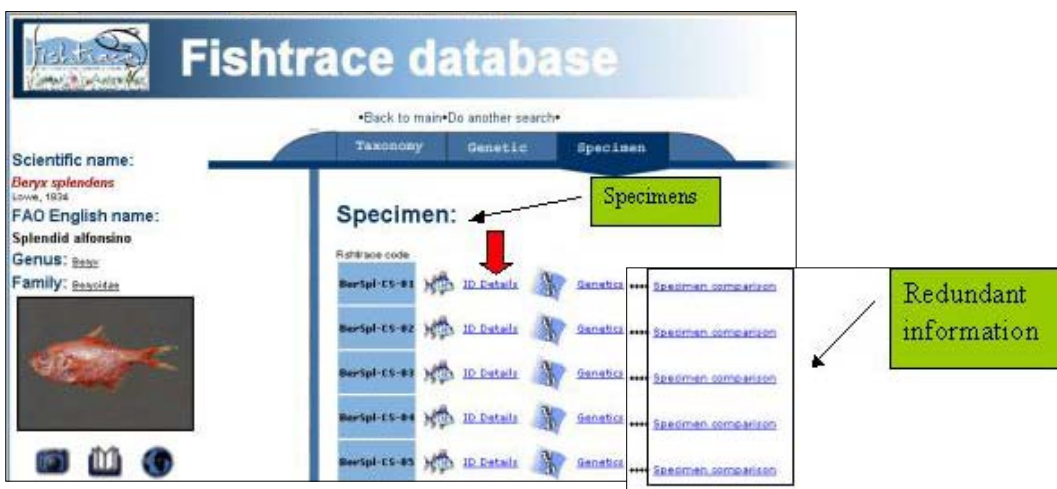 Fishtrace database
•Back to main•Do another search•
Taxonomy Genetic Specimen
Scientific name:
Beryx splendens
Lowe, 1834
FAO English name:
Splendid alfonsino
Genus: Beryx
Family: Berycidae
Specimens
Specimen:
Fishtrace code
BerSpl-CS-01 ID Details Genetics Specimen comparison
BerSpl-CS-02 ID Details Genetics Specimen comparison
BerSpl-CS-03 ID Details Genetics Specimen comparison
BerSpl-CS-04 ID Details Genetics Specimen comparison
BerSpl-CS-05 ID Details Genetics Specimen comparison
Redundant
information